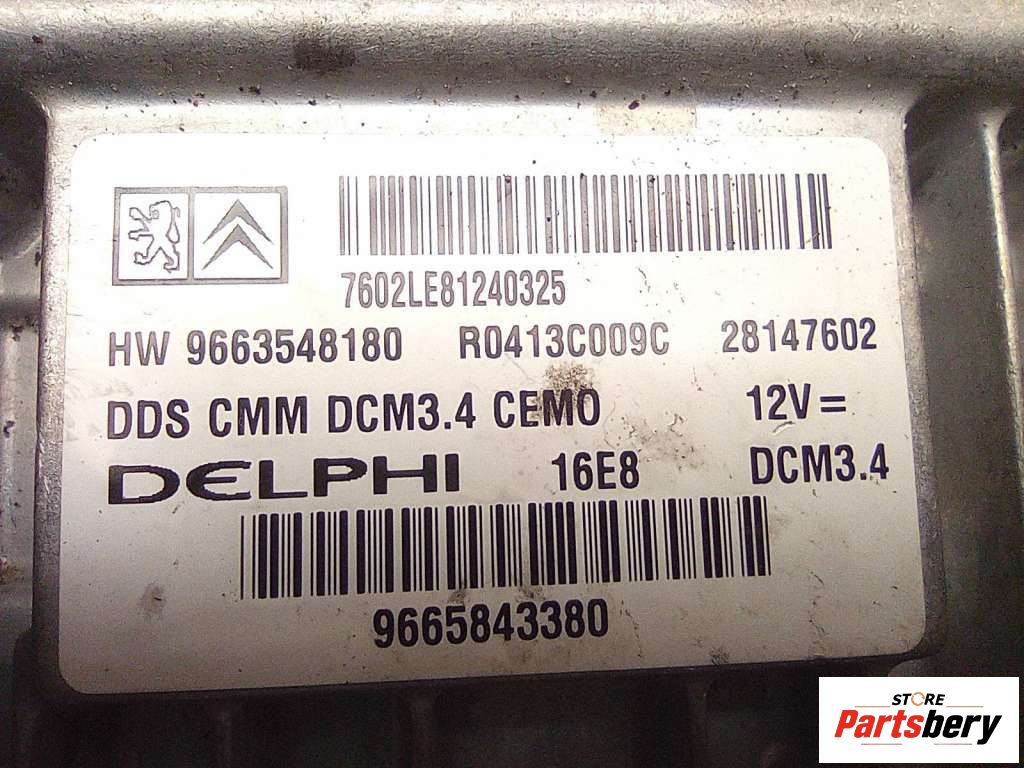 7602LE81240325
HW 9663548180 R0413C009C 28147602
DDS CMM DCM3.4 CEMO 12V=
DELPHI 16E8 DCM3.4
9665843380
STORE
Partsbery